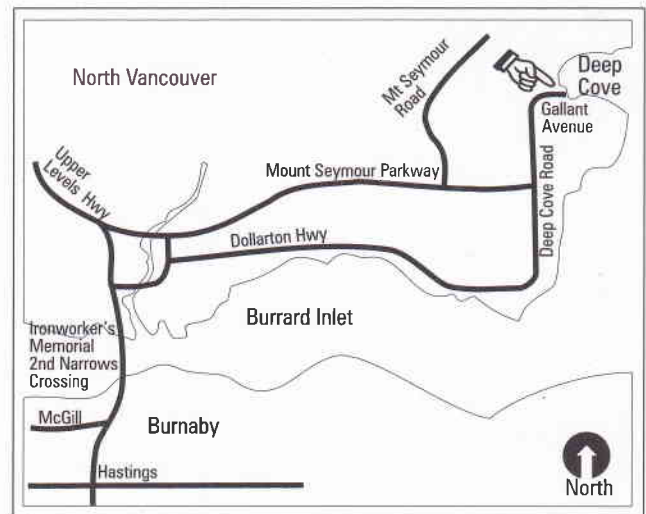 North Vancouver
Mt Seymour
Road
Deep
Cove
Gallant
Avenue
Upper
Levels Hwy
Mount Seymour Parkway
Deep Cove Road
Dollarton Hwy
Burrard Inlet
Ironworker's
Memorial
2nd Narrows
Crossing
McGill
Burnaby
Hastings
North